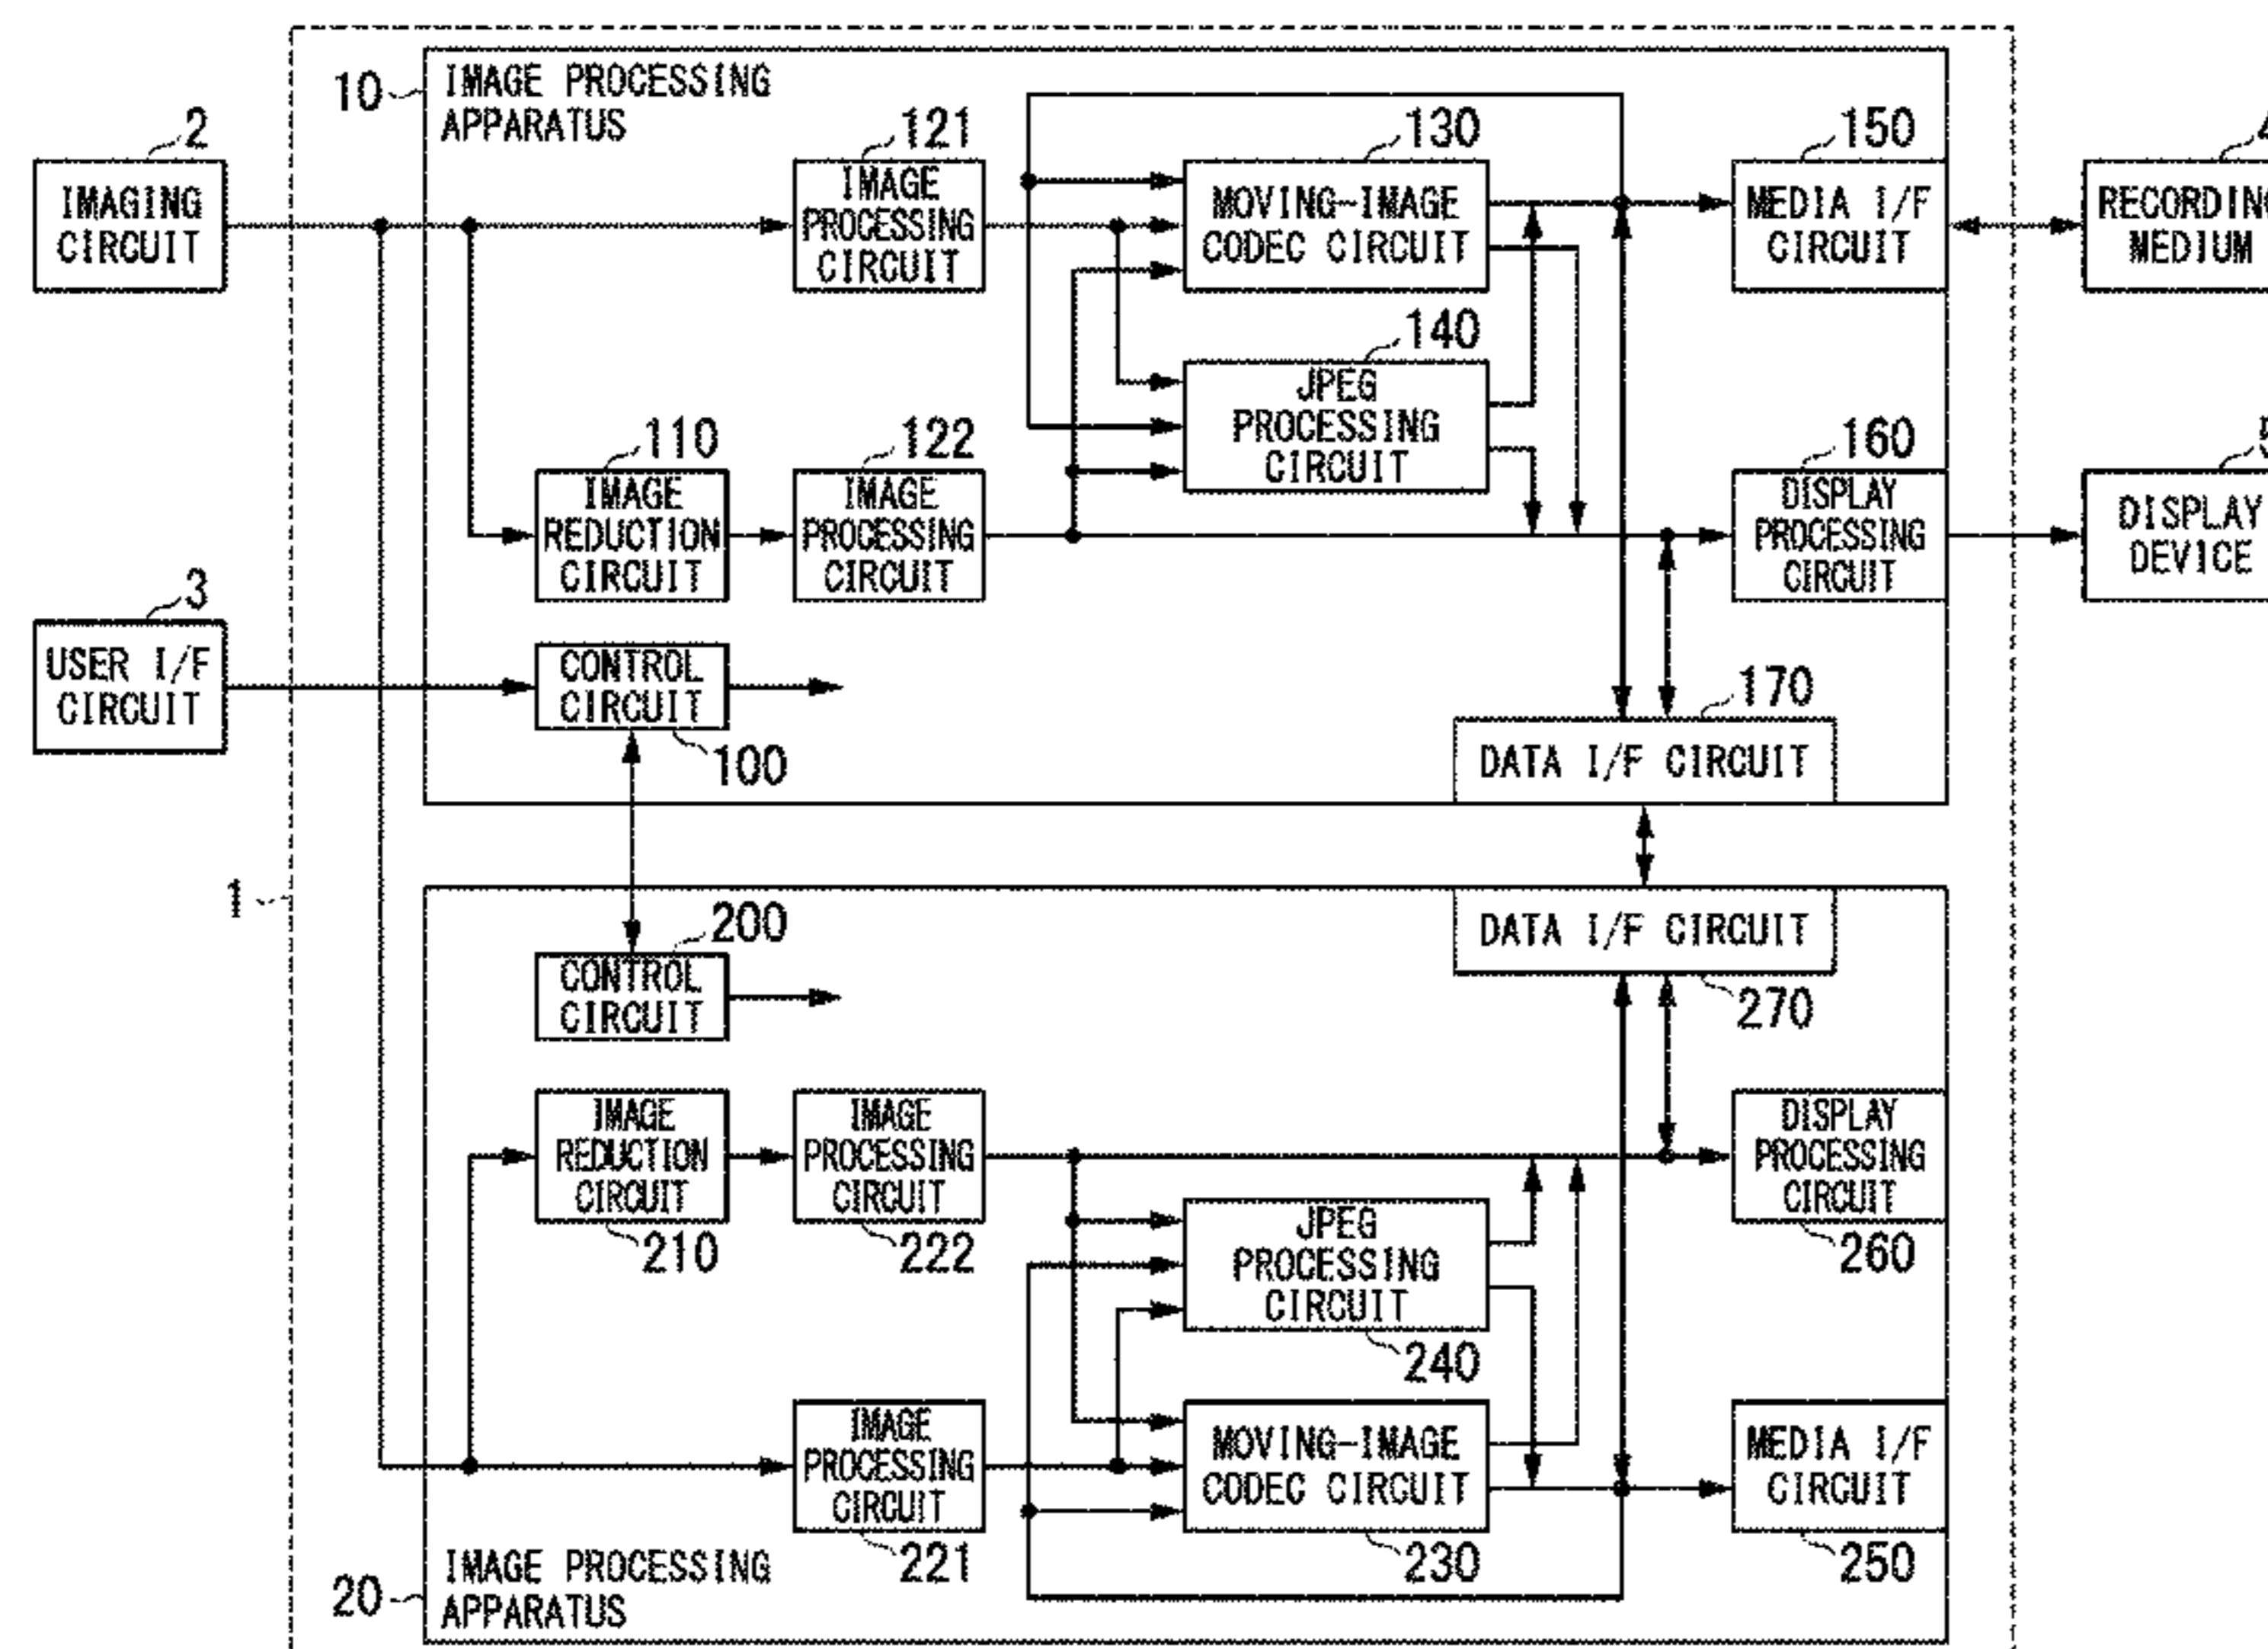 10
IMAGE PROCESSING
APPARATUS
2
IMAGING
CIRCUIT
121
IMAGE
PROCESSING
CIRCUIT
130
MOVING-IMAGE
CODEC CIRCUIT
150
MEDIA I/F
CIRCUIT
MEDIUM
140
JPEG
PROCESSING
CIRCUIT
110
IMAGE
REDUCTION
CIRCUIT
122
IMAGE
PROCESSING
CIRCUIT
160
DISPLAY
PROCESSING
CIRCUIT
5
DISPLAY
DEVICE
3
USER I/F
CIRCUIT
CONTROL
CIRCUIT
100
170
DATA I/F CIRCUIT
1
200
CONTROL
CIRCUIT
DATA I/F CIRCUIT
270
IMAGE
REDUCTION
CIRCUIT
210
IMAGE
PROCESSING
CIRCUIT
222
JPEG
PROCESSING
CIRCUIT
240
DISPLAY
PROCESSING
CIRCUIT
260
IMAGE
PROCESSING
CIRCUIT
221
MOVING-IMAGE
CODEC CIRCUIT
230
MEDIA I/F
CIRCUIT
250
20
IMAGE PROCESSING
APPARATUS